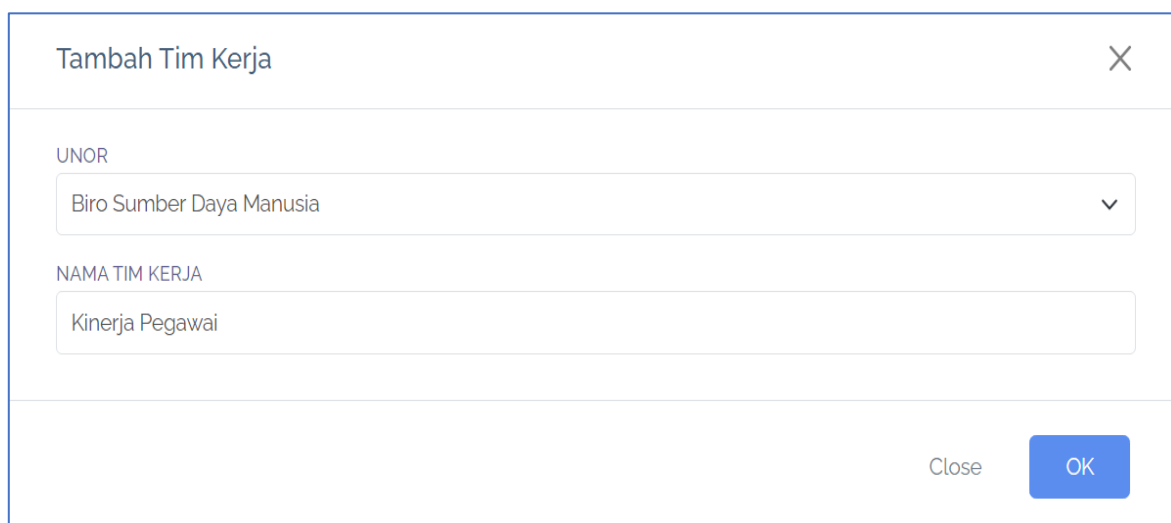 Tambah Tim Kerja
UNOR
Biro Sumber Daya Manusia
NAMA TIM KERJA
Kinerja Pegawai
Close
OK